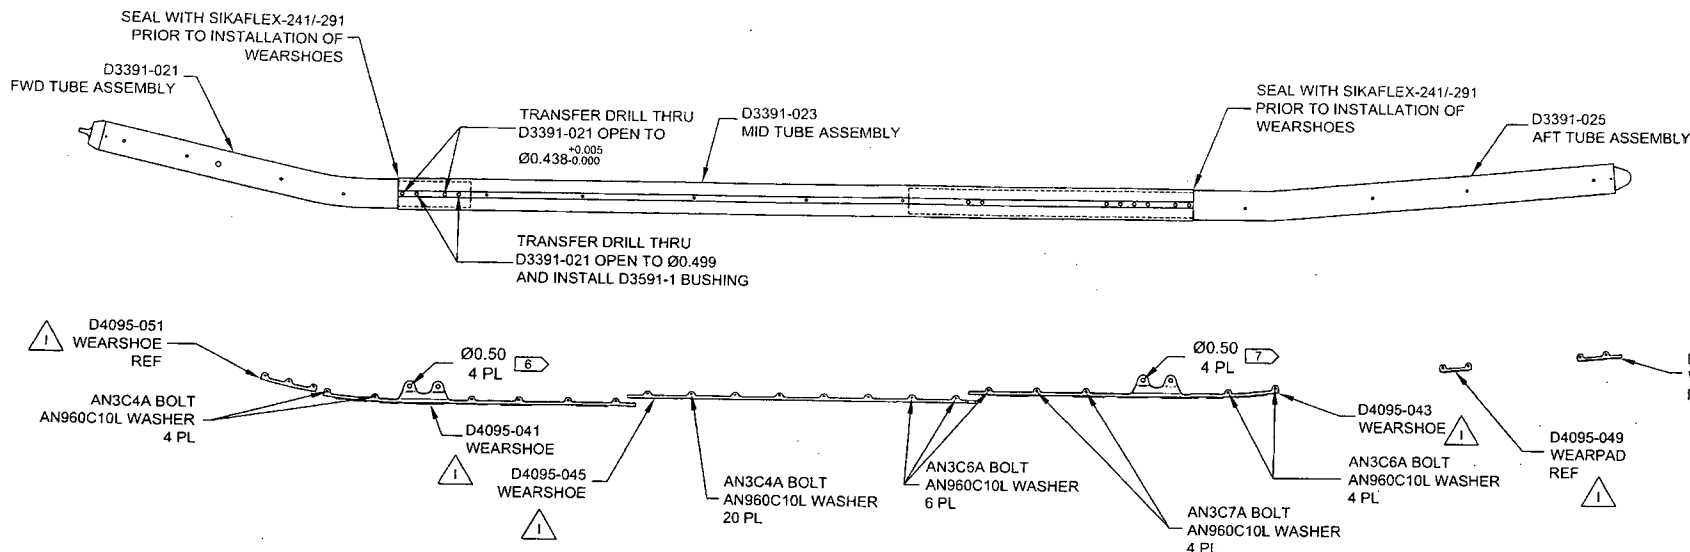 SEAL WITH SIKAFLEX-241/-291
PRIOR TO INSTALLATION OF
WEARSHOES
D3391-021
FWD TUBE ASSEMBLY
TRANSFER DRILL THRU
D3391-021 OPEN TO
Ø0.438+0.005
-0.000
D3391-023
MID TUBE ASSEMBLY
SEAL WITH SIKAFLEX-241/-291
PRIOR TO INSTALLATION OF
WEARSHOES
D3391-025
AFT TUBE ASSEMBLY
TRANSFER DRILL THRU
D3391-021 OPEN TO Ø0.499
AND INSTALL D3591-1 BUSHING
D4095-051
WEARSHOE
REF
1
Ø0.50
4 PL
6
Ø0.50
4 PL
7
AN3C4A BOLT
AN960C10L WASHER
4 PL
D4095-041
WEARSHOE
1
D4095-045
WEARSHOE
1
AN3C4A BOLT
AN960C10L WASHER
20 PL
AN3C6A BOLT
AN960C10L WASHER
6 PL
AN3C7A BOLT
AN960C10L WASHER
4 PL
AN3C6A BOLT
AN960C10L WASHER
4 PL
D4095-043
WEARSHOE
1
D4095-049
WEARPAD
REF
1